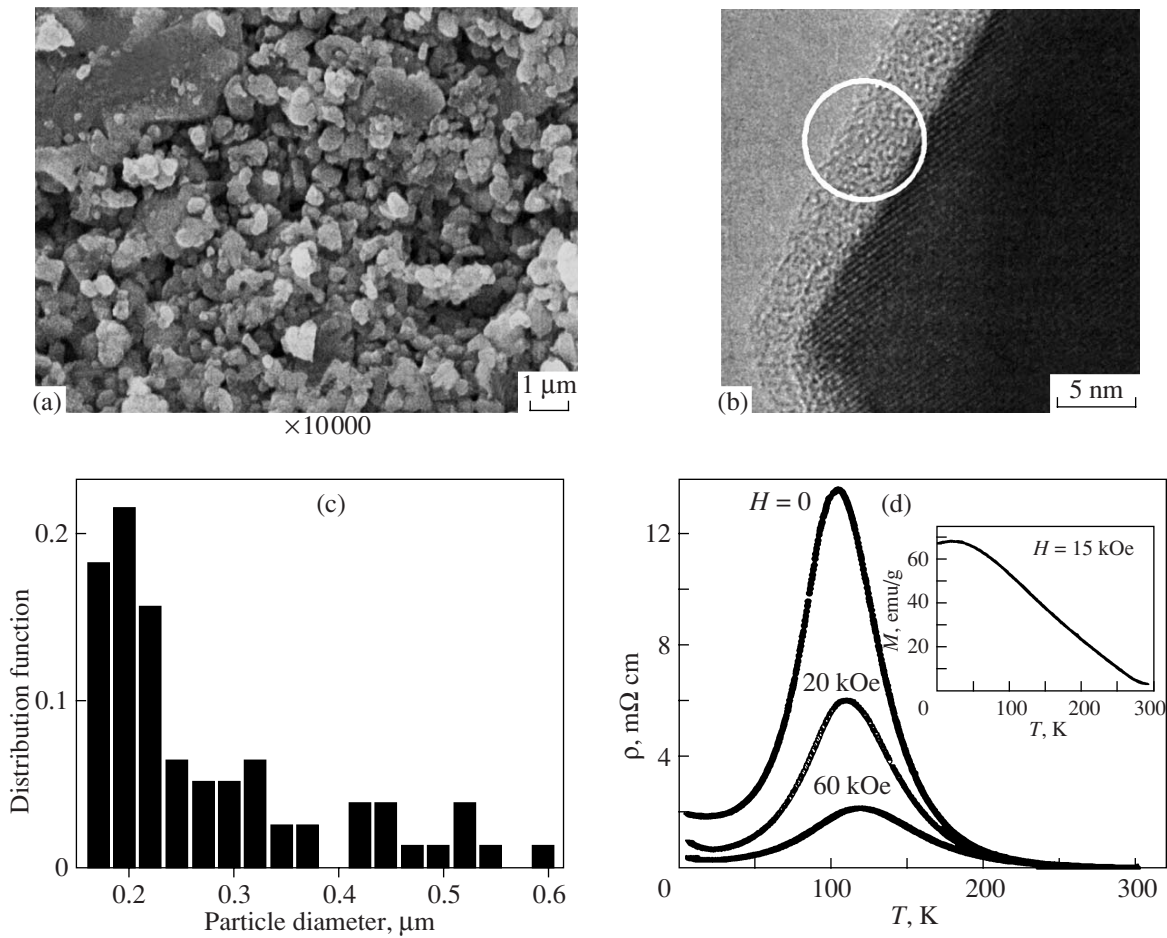 (a)
1 μm
×10000
(b)
5 nm
(c)
0.2
0.1
0
0.2
0.3
0.4
0.5
0.6
Distribution function
Particle diameter, μm
(d)
H = 0
20 kOe
60 kOe
12
8
4
0
100
200
300
ρ, mΩ cm
T, K
H = 15 kOe
60
40
20
0
100
200
300
M, emu/g
T, K